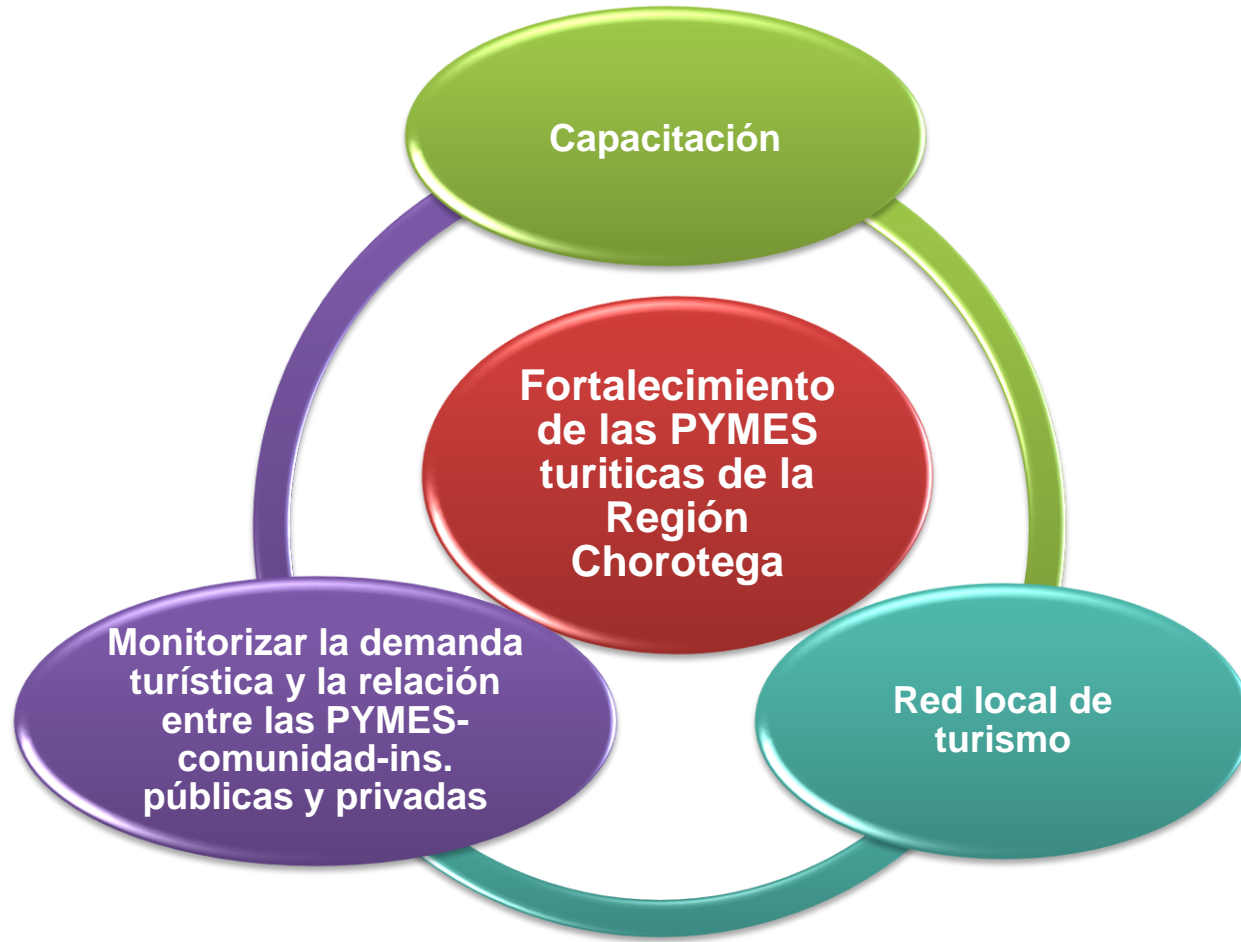 Capacitación
Fortalecimiento
de las PYMES
turiticas de la
Región
Chorotega
Monitorizar la demanda
turística y la relación
entre las PYMES-
comunidad-ins.
públicas y privadas
Red local de
turismo